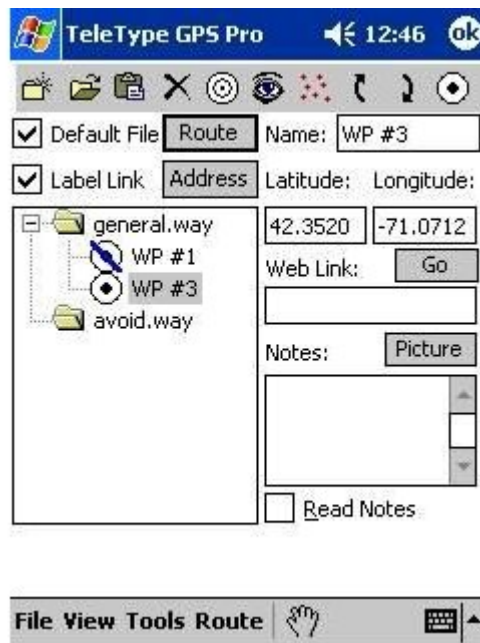 TeleType GPS Pro 12:46 ok
Default File Route Name: WP #3
Label Link Address Latitude: Longitude:
general.way 42.3520 -71.0712
WP #1 Web Link: Go
WP #3
avoid.way
Notes: Picture
Read Notes
File View Tools Route